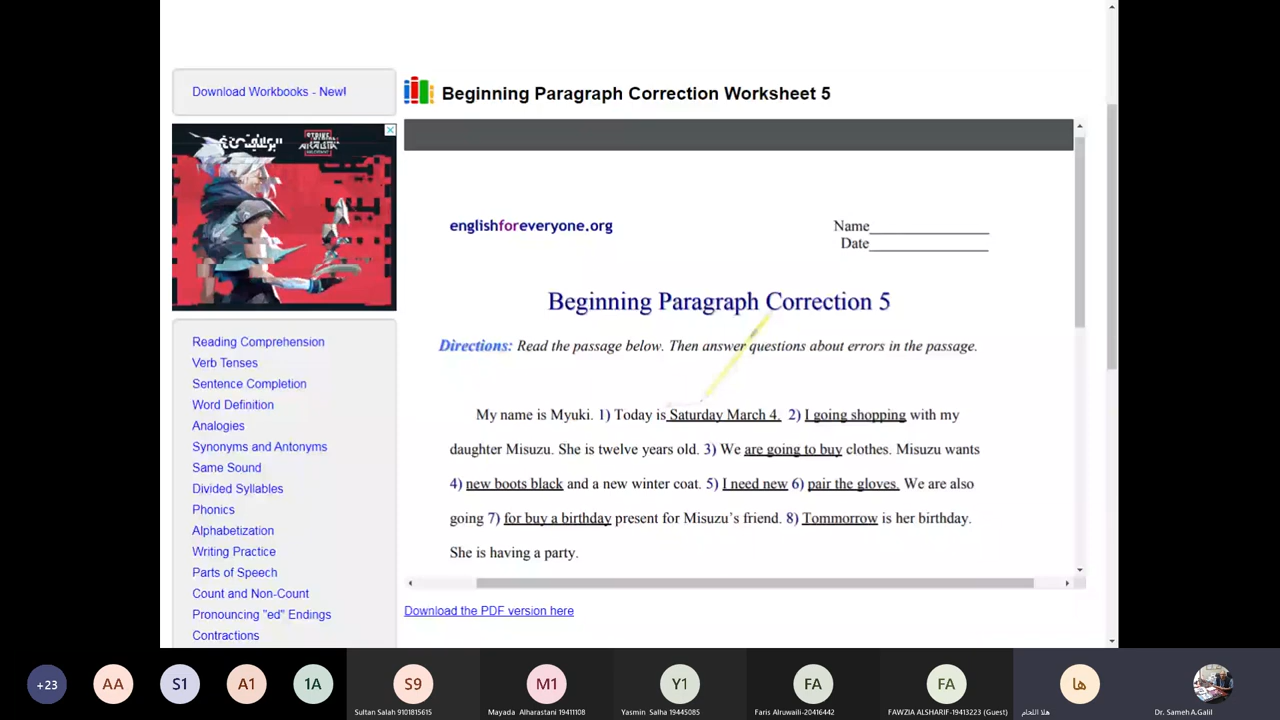 Download Workbooks - New!
Beginning Paragraph Correction Worksheet 5
englishforeveryone.org
Name
Date
Beginning Paragraph Correction 5
Directions: Read the passage below. Then answer questions about errors in the passage.
My name is Myuki. 1) Today is Saturday March 4. 2) I going shopping with my
daughter Misuzu. She is twelve years old. 3) We are going to buy clothes. Misuzu wants
4) new boots black and a new winter coat. 5) I need new 6) pair the gloves. We are also
going 7) for buy a birthday present for Misuzu's friend. 8) Tommorrow is her birthday.
She is having a party.
Download the PDF version here
Reading Comprehension
Verb Tenses
Sentence Completion
Word Definition
Analogies
Synonyms and Antonyms
Same Sound
Divided Syllables
Phonics
Alphabetization
Writing Practice
Parts of Speech
Count and Non-Count
Pronouncing "ed" Endings
Contractions
+23
AA
S1
A1
1A
S9
M1
Y1
FA
FA
ها
Sultan Salah 9101815615
Mayada Alharastani 19411108
Yasmin Salha 19445085
Faris Alruwaili-20416442
FAWZIA ALSHARIF-19413223 (Guest)
هلا اللحام
Dr. Sameh A.Galil